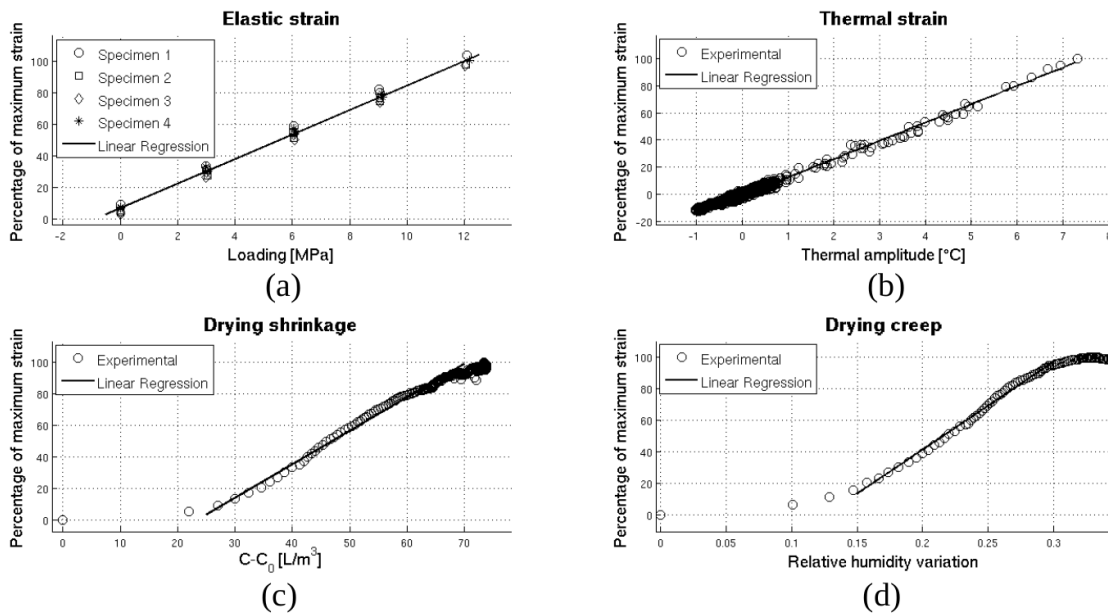 Elastic strain
Percentage of maximum strain
100
80
60
40
20
0
Specimen 1
Specimen 2
Specimen 3
Specimen 4
Linear Regression
-2 0 2 4 6 8 10 12
Loading [MPa]
(a)
Thermal strain
Percentage of maximum strain
100
80
60
40
20
0
-20
Experimental
Linear Regression
-1 0 1 2 3 4 5 6 7 8
Thermal amplitude [°C]
(b)
Drying shrinkage
Percentage of maximum strain
100
80
60
40
20
0
Experimental
Linear Regression
0 10 20 30 40 50 60 70
C-C₀ [L/m³]
(c)
Drying creep
Percentage of maximum strain
100
80
60
40
20
0
Experimental
Linear Regression
0 0.05 0.1 0.15 0.2 0.25 0.3
Relative humidity variation
(d)